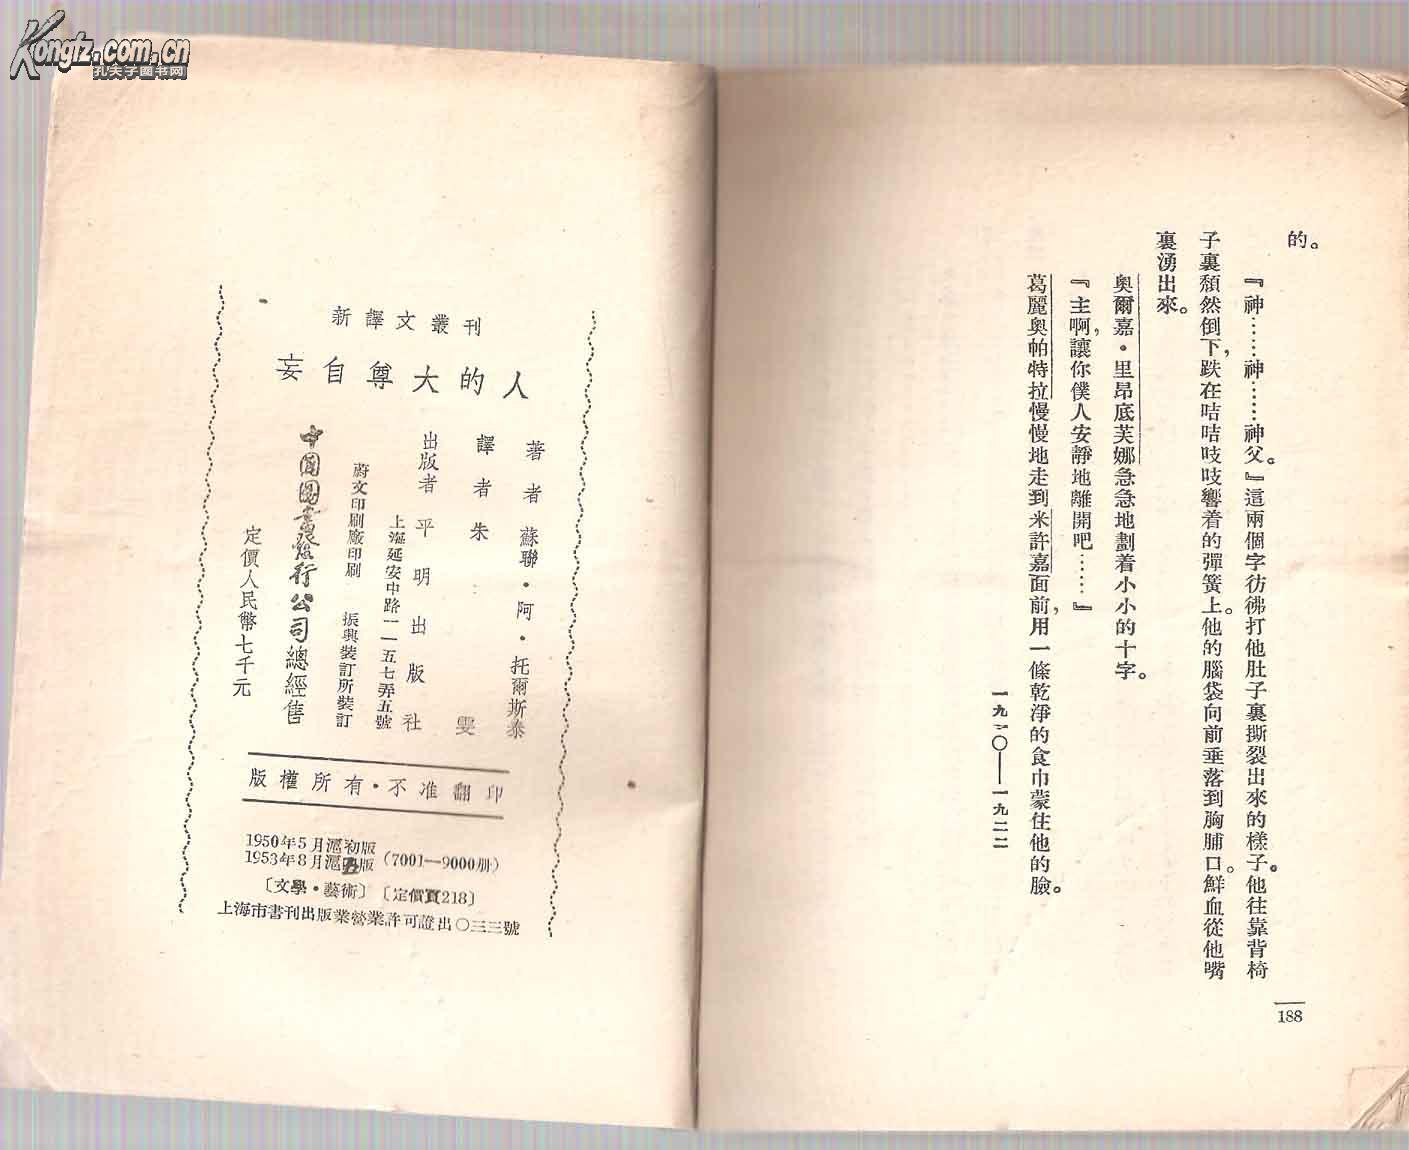 Kongfz.com.cn
孔夫子旧书网
的。
『神……神……神父。』這兩個字彷彿打他肚子裏撕裂出來的樣子。他往靠背椅
子裏頹然倒下，跌在咭咭吱吱響着的彈簧上。他的腦袋向前垂落到胸脯口。鮮血從他嘴
裏湧出來。
奧爾嘉·里昂底芙娜急急地劃着小小的十字。
『主啊，讓你僕人安靜地離開吧……』
葛麗奧帕特拉慢慢地走到米許嘉面前，用一條乾淨的食巾蒙住他的臉。
一九一〇——一九二二
188
新譯文叢刊
妄自尊大的人
著者 蘇聯·阿·托爾斯泰
譯者 朱雯
出版者 平明出版社
上海延安中路一一五七弄五號
蔚文印刷廠印刷 振興裝訂所裝訂
中國圖書發行公司總經售
定價人民幣七千元
版權所有·不准翻印
1950年5月滬初版
1953年8月滬五版 (7001—9000册)
〔文學·藝術〕〔定價頁218〕
上海市書刊出版業營業許可證出〇三三號